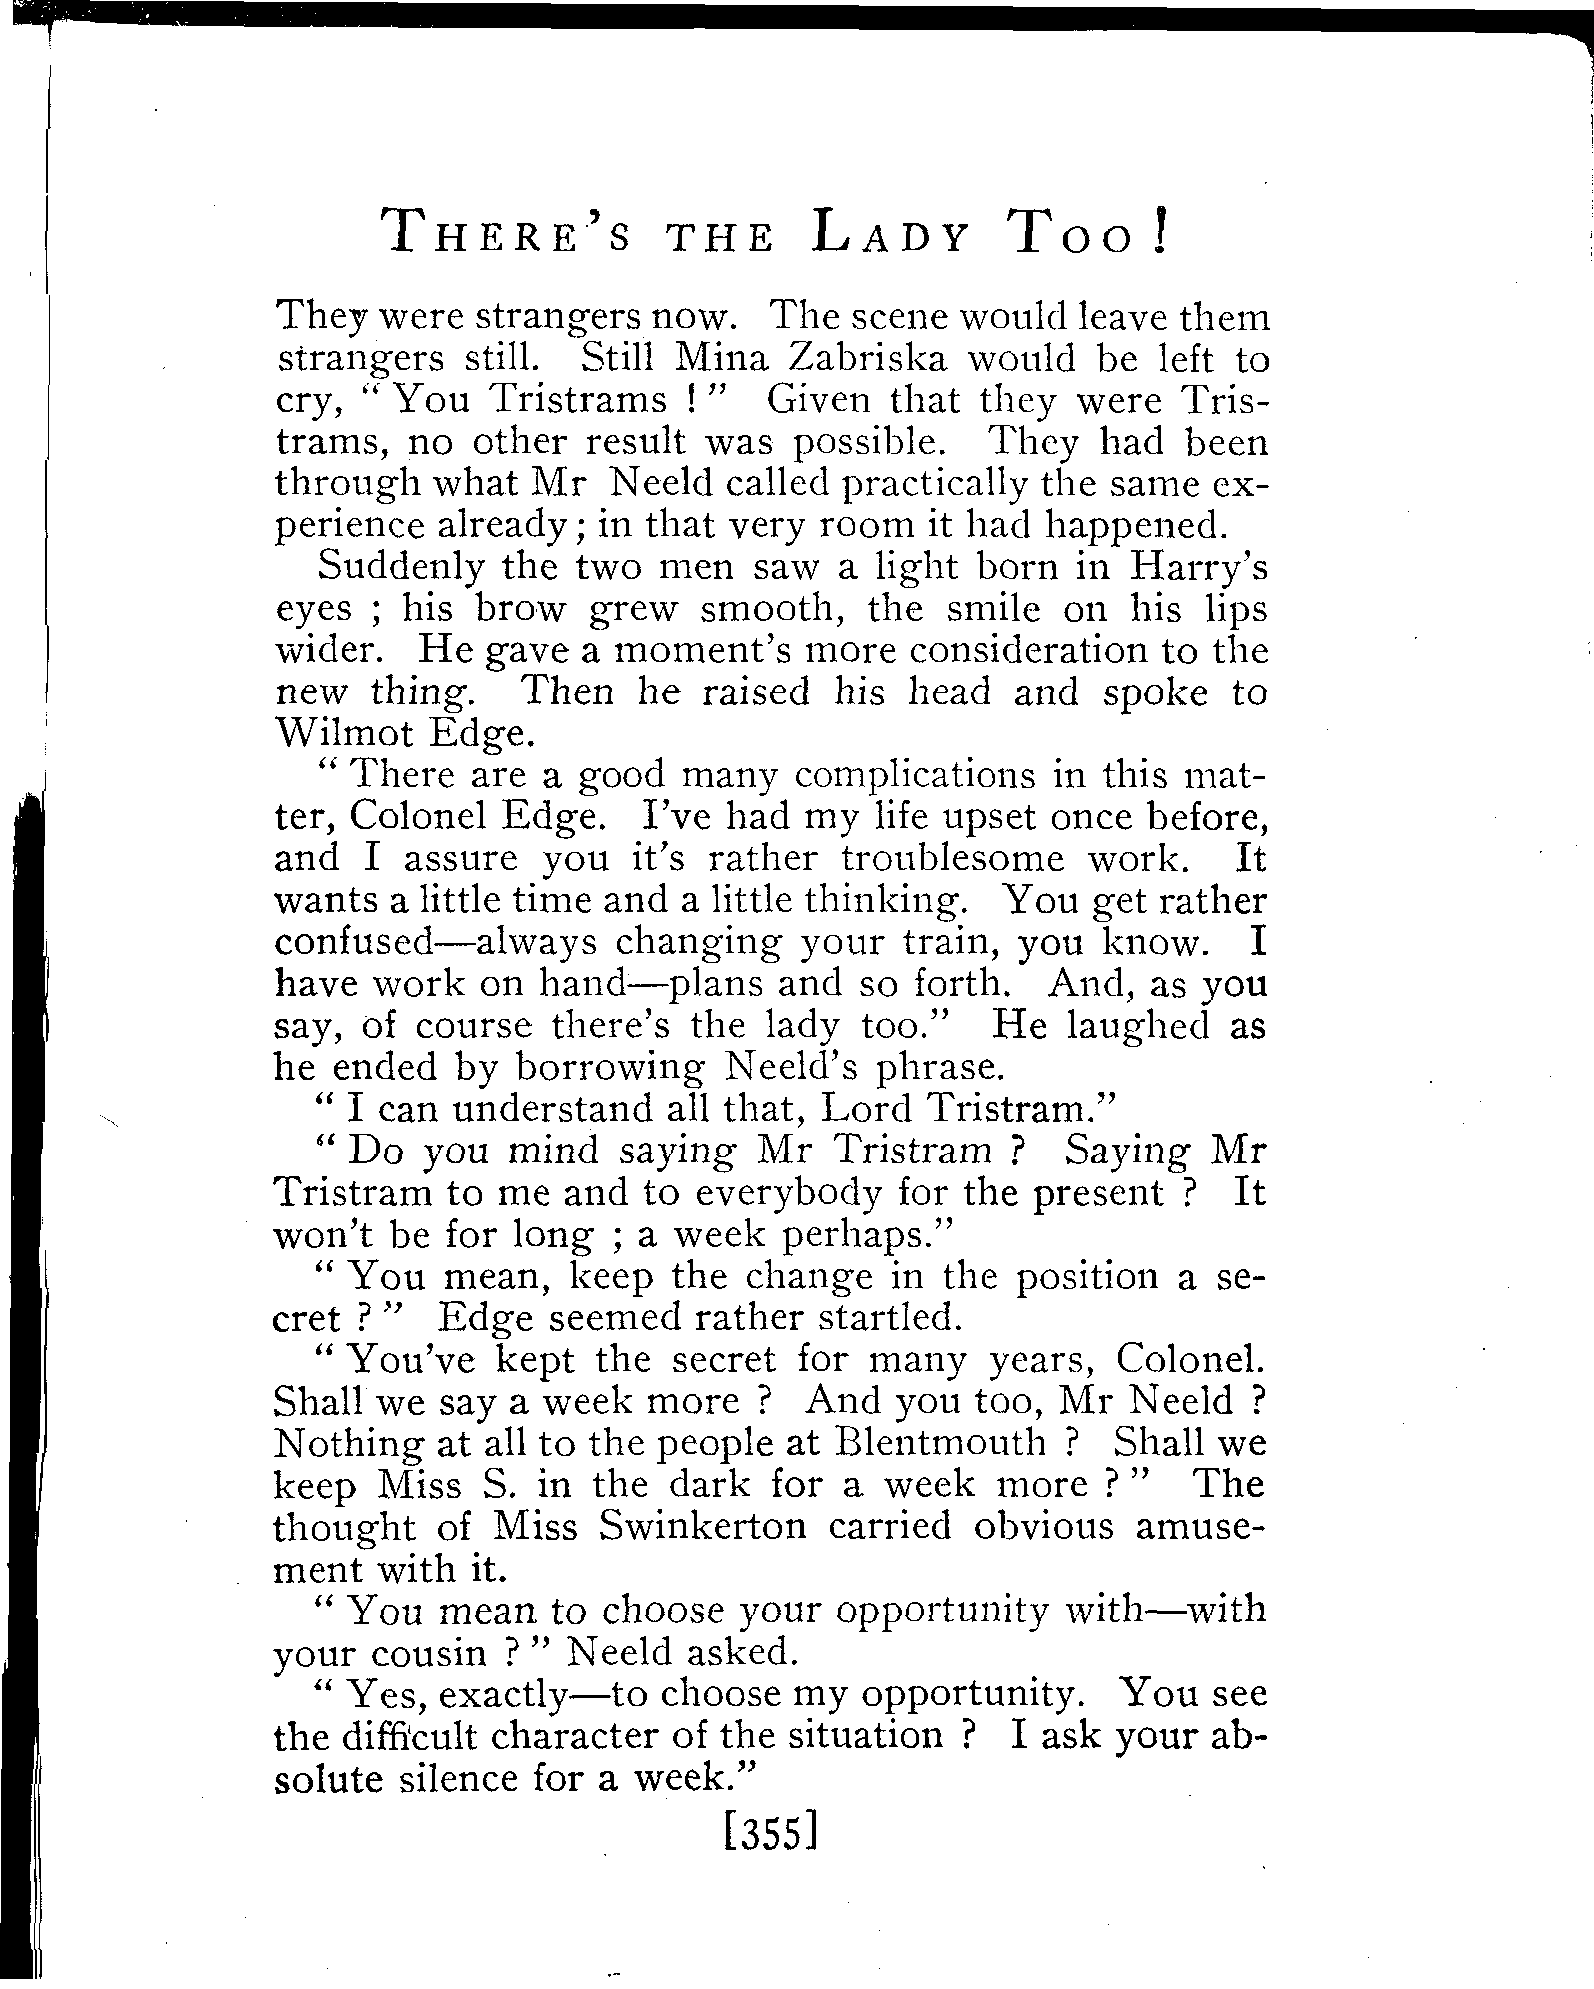 THERE'S THE LADY TOO!
They were strangers now. The scene would leave them
strangers still. Still Mina Zabriska would be left to
cry, “You Tristrams!” Given that they were Tris-
trams, no other result was possible. They had been
through what Mr Neeld called practically the same ex-
perience already; in that very room it had happened.
Suddenly the two men saw a light born in Harry's
eyes; his brow grew smooth, the smile on his lips
wider. He gave a moment's more consideration to the
new thing. Then he raised his head and spoke to
Wilmot Edge.
“There are a good many complications in this mat-
ter, Colonel Edge. I've had my life upset once before,
and I assure you it's rather troublesome work. It
wants a little time and a little thinking. You get rather
confused—always changing your train, you know. I
have work on hand—plans and so forth. And, as you
say, of course there's the lady too.” He laughed as
he ended by borrowing Neeld's phrase.
“I can understand all that, Lord Tristram.”
“Do you mind saying Mr Tristram? Saying Mr
Tristram to me and to everybody for the present? It
won't be for long; a week perhaps.”
“You mean, keep the change in the position a se-
cret?” Edge seemed rather startled.
“You've kept the secret for many years, Colonel.
Shall we say a week more? And you too, Mr Neeld?
Nothing at all to the people at Blentmouth? Shall we
keep Miss S. in the dark for a week more?” The
thought of Miss Swinkerton carried obvious amuse-
ment with it.
“You mean to choose your opportunity with—with
your cousin?” Neeld asked.
“Yes, exactly—to choose my opportunity. You see
the difficult character of the situation? I ask your ab-
solute silence for a week.”
[355]